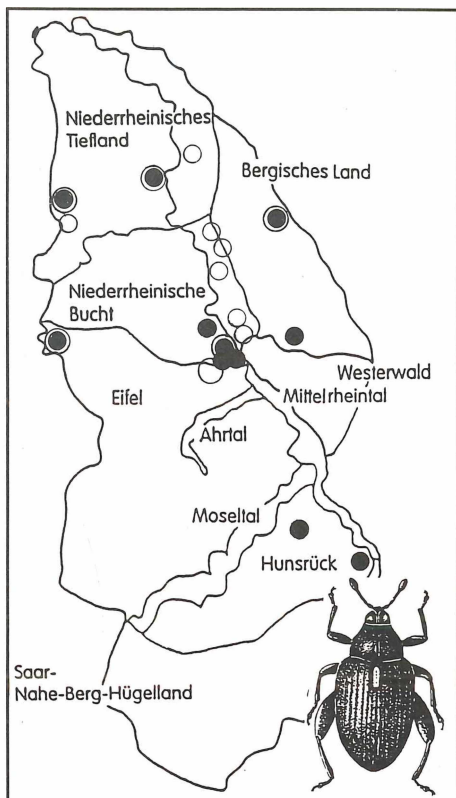 Niederrheinisches
Tiefland
Bergisches Land
Niederrheinische
Bucht
Westerwald
Eifel
Mittelrheintal
Ahrtal
Moseltal
Hunsrück
Saar-
Nahe-Berg-Hügelland